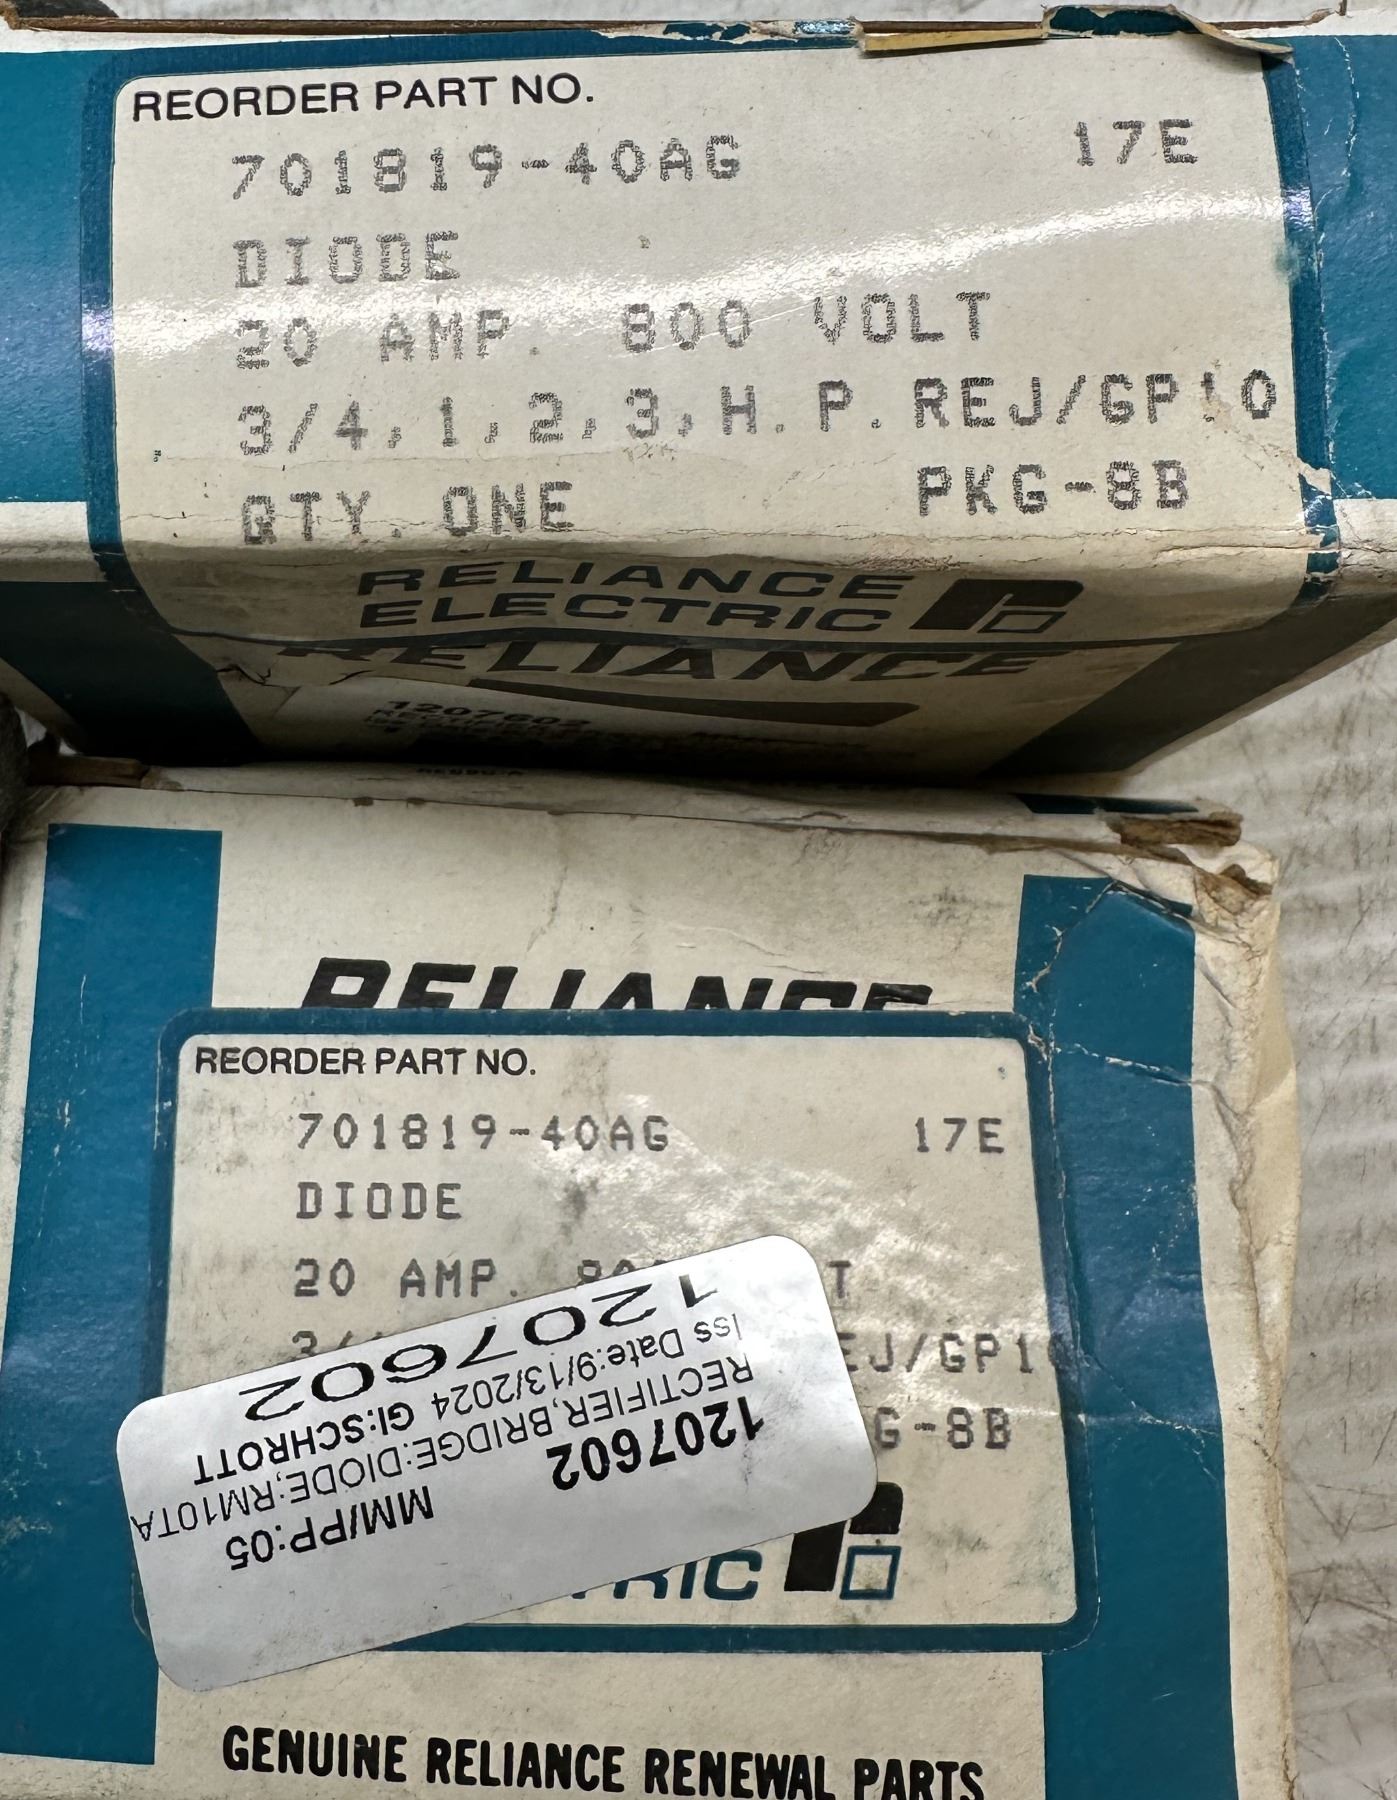 REORDER PART NO.
701819-40AG 17E
DIODE
20 AMP. 800 VOLT
3/4, 1, 2, 3, H.P. REJ/GP10
QTY. ONE PKG-8B
RELIANCE
ELECTRIC
RELIANCE
1207602
RELIANCE
REORDER PART NO.
701819-40AG 17E
DIODE
20 AMP.
EJ/GP10
G-8B
1207602
Iss Date:9/13/2024 GI:SCHROTT
RECTIFIER,BRIDGE:DIODE,RM10TA
1207602
MM/PP:05
TRIC
GENUINE RELIANCE RENEWAL PARTS